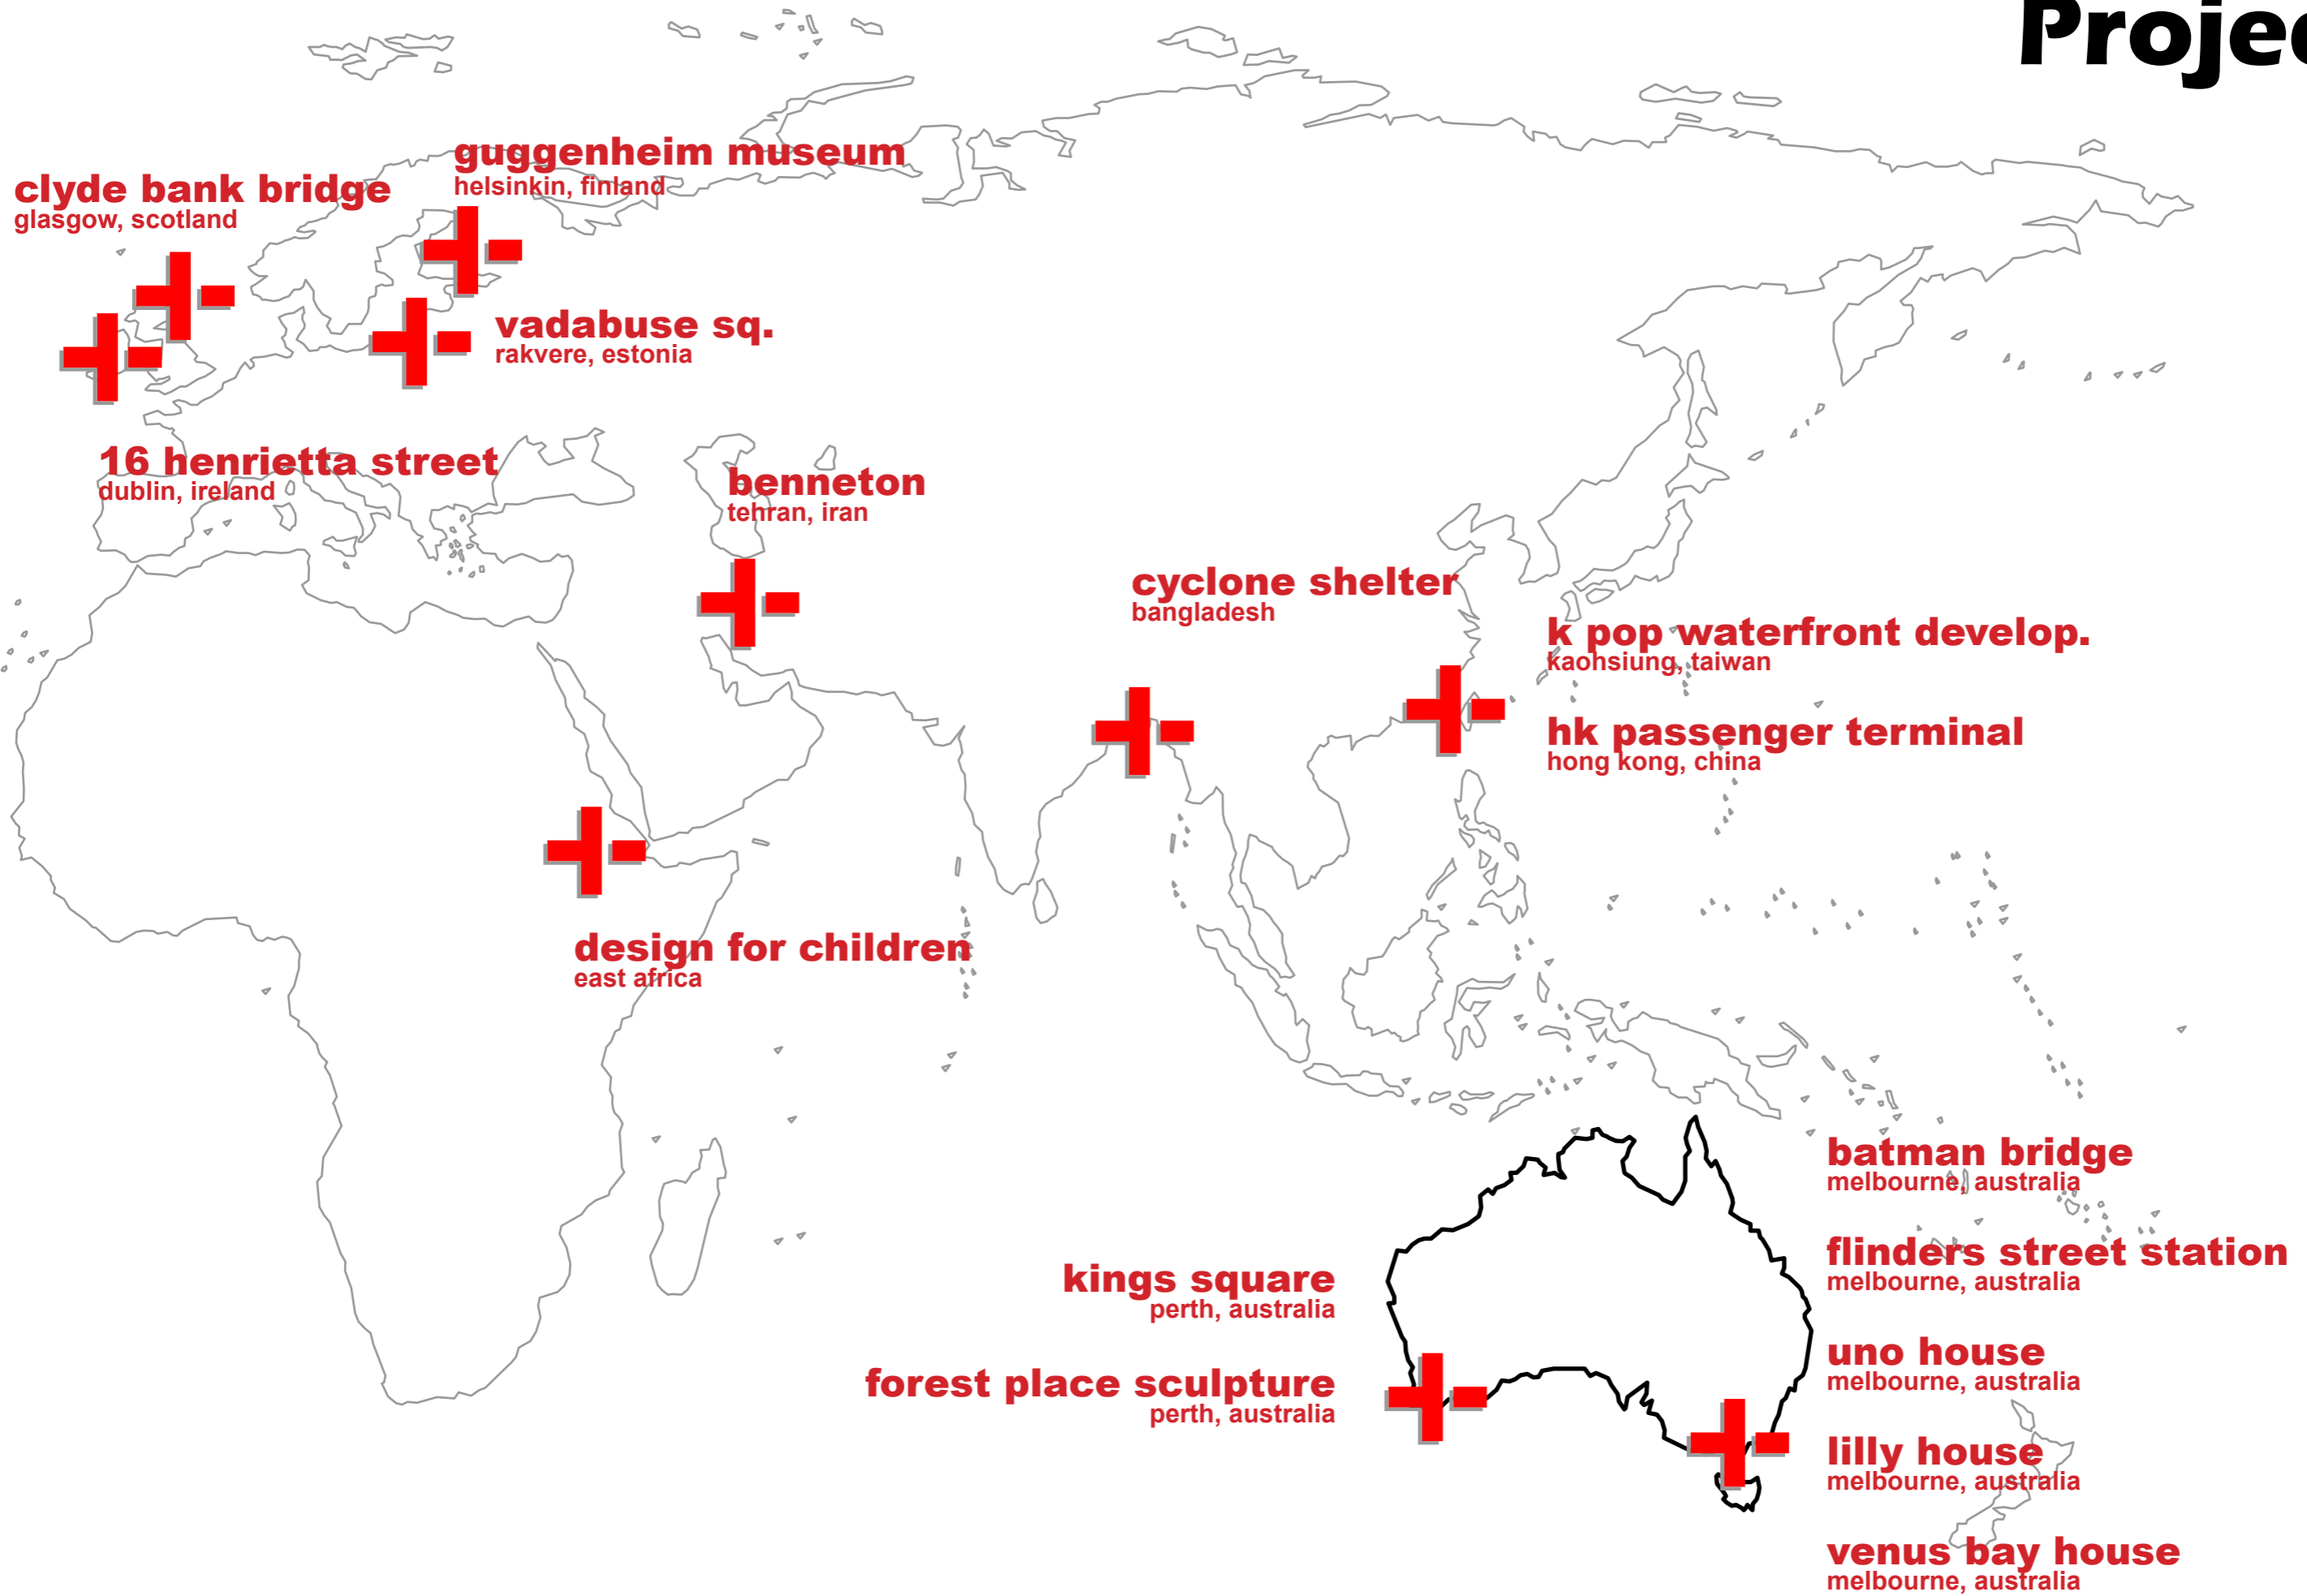 Projec
guggenheim museum
helsinkin, finland
clyde bank bridge
glasgow, scotland
vadabuse sq.
rakvere, estonia
16 henrietta street
dublin, ireland
benneton
tehran, iran
cyclone shelter
bangladesh
k pop waterfront develop.
kaohsiung, taiwan
hk passenger terminal
hong kong, china
design for children
east africa
batman bridge
melbourne, australia
flinders street station
melbourne, australia
kings square
perth, australia
uno house
melbourne, australia
forest place sculpture
perth, australia
lilly house
melbourne, australia
venus bay house
melbourne, australia